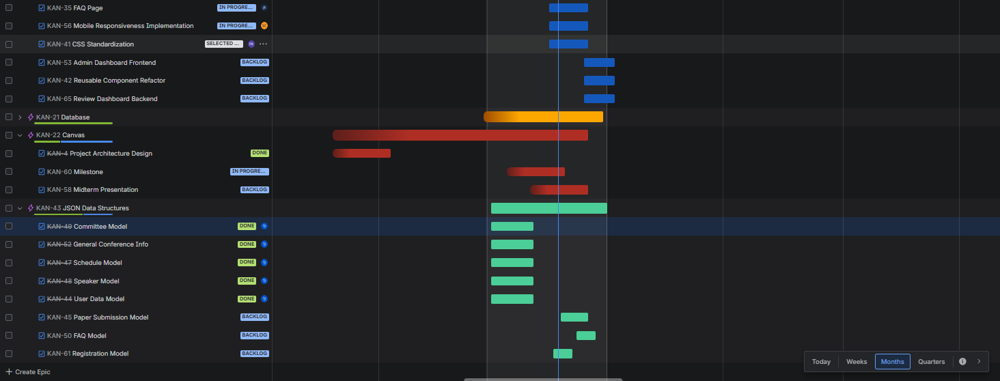 KAN-35 FAQ Page IN PROGRE...
KAN-56 Mobile Responsiveness Implementation IN PROGRE...
KAN-41 CSS Standardization SELECTED ...
KAN-53 Admin Dashboard Frontend BACKLOG
KAN-42 Reusable Component Refactor BACKLOG
KAN-65 Review Dashboard Backend BACKLOG
KAN-21 Database
KAN-22 Canvas
KAN-4 Project Architecture Design DONE
KAN-60 Milestone IN PROGRE...
KAN-58 Midterm Presentation BACKLOG
KAN-43 JSON Data Structures
KAN-49 Committee Model DONE
KAN-52 General Conference Info DONE
KAN-47 Schedule Model DONE
KAN-48 Speaker Model DONE
KAN-44 User Data Model DONE
KAN-45 Paper Submission Model BACKLOG
KAN-50 FAQ Model BACKLOG
KAN-61 Registration Model BACKLOG
Today Weeks Months Quarters
+ Create Epic